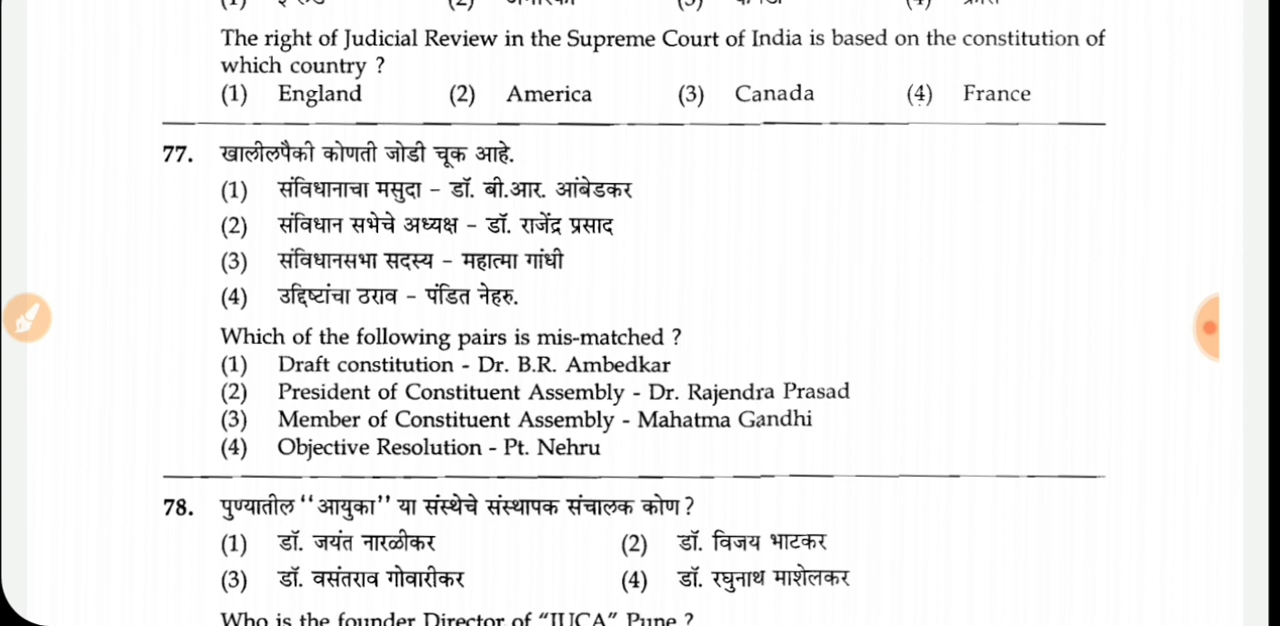 The right of Judicial Review in the Supreme Court of India is based on the constitution of
which country ?
(1) England (2) America (3) Canada (4) France
77. खालीलपैकी कोणती जोडी चूक आहे.
(1) संविधानाचा मसुदा - डॉ. बी.आर. आंबेडकर
(2) संविधान सभेचे अध्यक्ष - डॉ. राजेंद्र प्रसाद
(3) संविधानसभा सदस्य - महात्मा गांधी
(4) उद्दिष्टांचा ठराव - पंडित नेहरु.
Which of the following pairs is mis-matched ?
(1) Draft constitution - Dr. B.R. Ambedkar
(2) President of Constituent Assembly - Dr. Rajendra Prasad
(3) Member of Constituent Assembly - Mahatma Gandhi
(4) Objective Resolution - Pt. Nehru
78. पुण्यातील ‘‘आयुका’’ या संस्थेचे संस्थापक संचालक कोण ?
(1) डॉ. जयंत नारळीकर (2) डॉ. विजय भाटकर
(3) डॉ. वसंतराव गोवारीकर (4) डॉ. रघुनाथ माशेलकर
Who is the founder Director of “IUCA” Pune ?